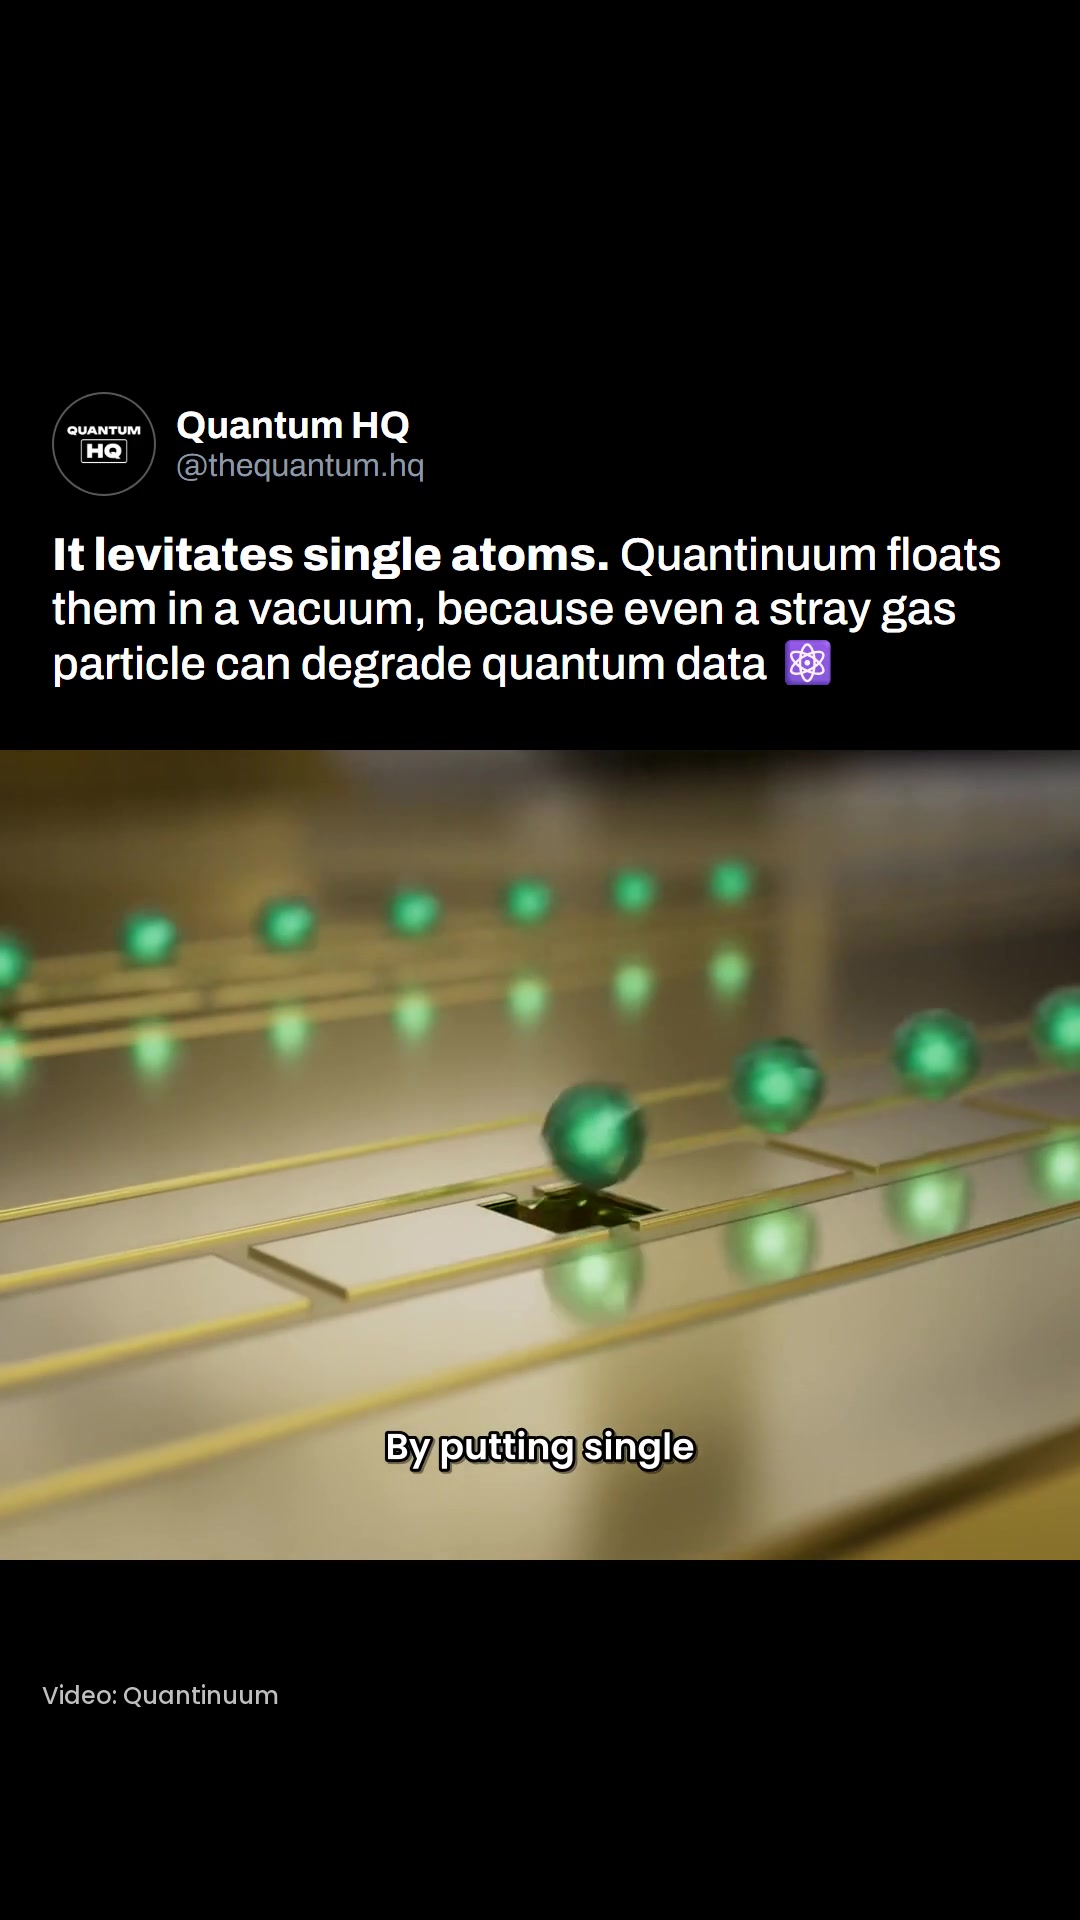 QUANTUM
HQ
Quantum HQ
@thequantum.hq
It levitates single atoms. Quantinuum floats
them in a vacuum, because even a stray gas
particle can degrade quantum data ⚛️
By putting single
Video: Quantinuum